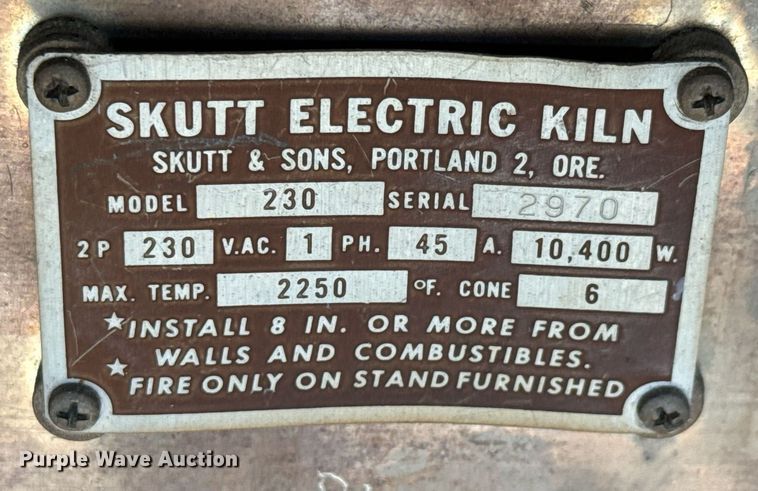 SKUTT ELECTRIC KILN
SKUTT & SONS, PORTLAND 2, ORE.
MODEL 230 SERIAL 2970
2 P 230 V.AC. 1 PH. 45 A. 10,400 W.
MAX. TEMP. 2250 °F. CONE 6
★INSTALL 8 IN. OR MORE FROM
WALLS AND COMBUSTIBLES.
★FIRE ONLY ON STAND FURNISHED
Purple Wave Auction